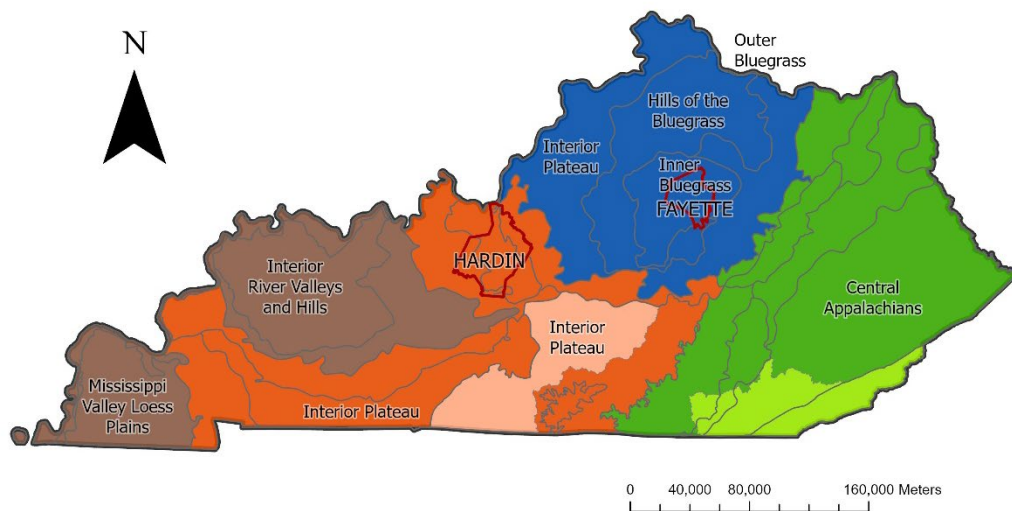 N
Outer
Bluegrass
Hills of the
Bluegrass
Interior
Plateau
Inner
Bluegrass
FAYETTE
HARDIN
Interior
River Valleys
and Hills
Central
Appalachians
Interior
Plateau
Mississippi
Valley Loess
Plains
Interior Plateau
0 40,000 80,000 160,000 Meters